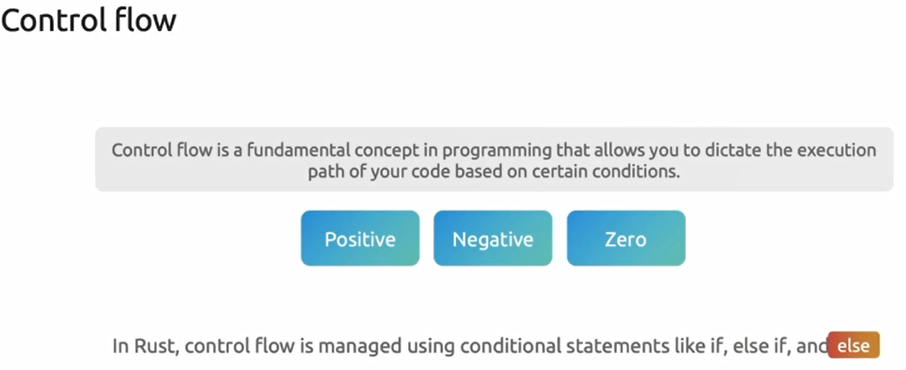 Control flow
Control flow is a fundamental concept in programming that allows you to dictate the execution
path of your code based on certain conditions.
Positive Negative Zero
In Rust, control flow is managed using conditional statements like if, else if, and else